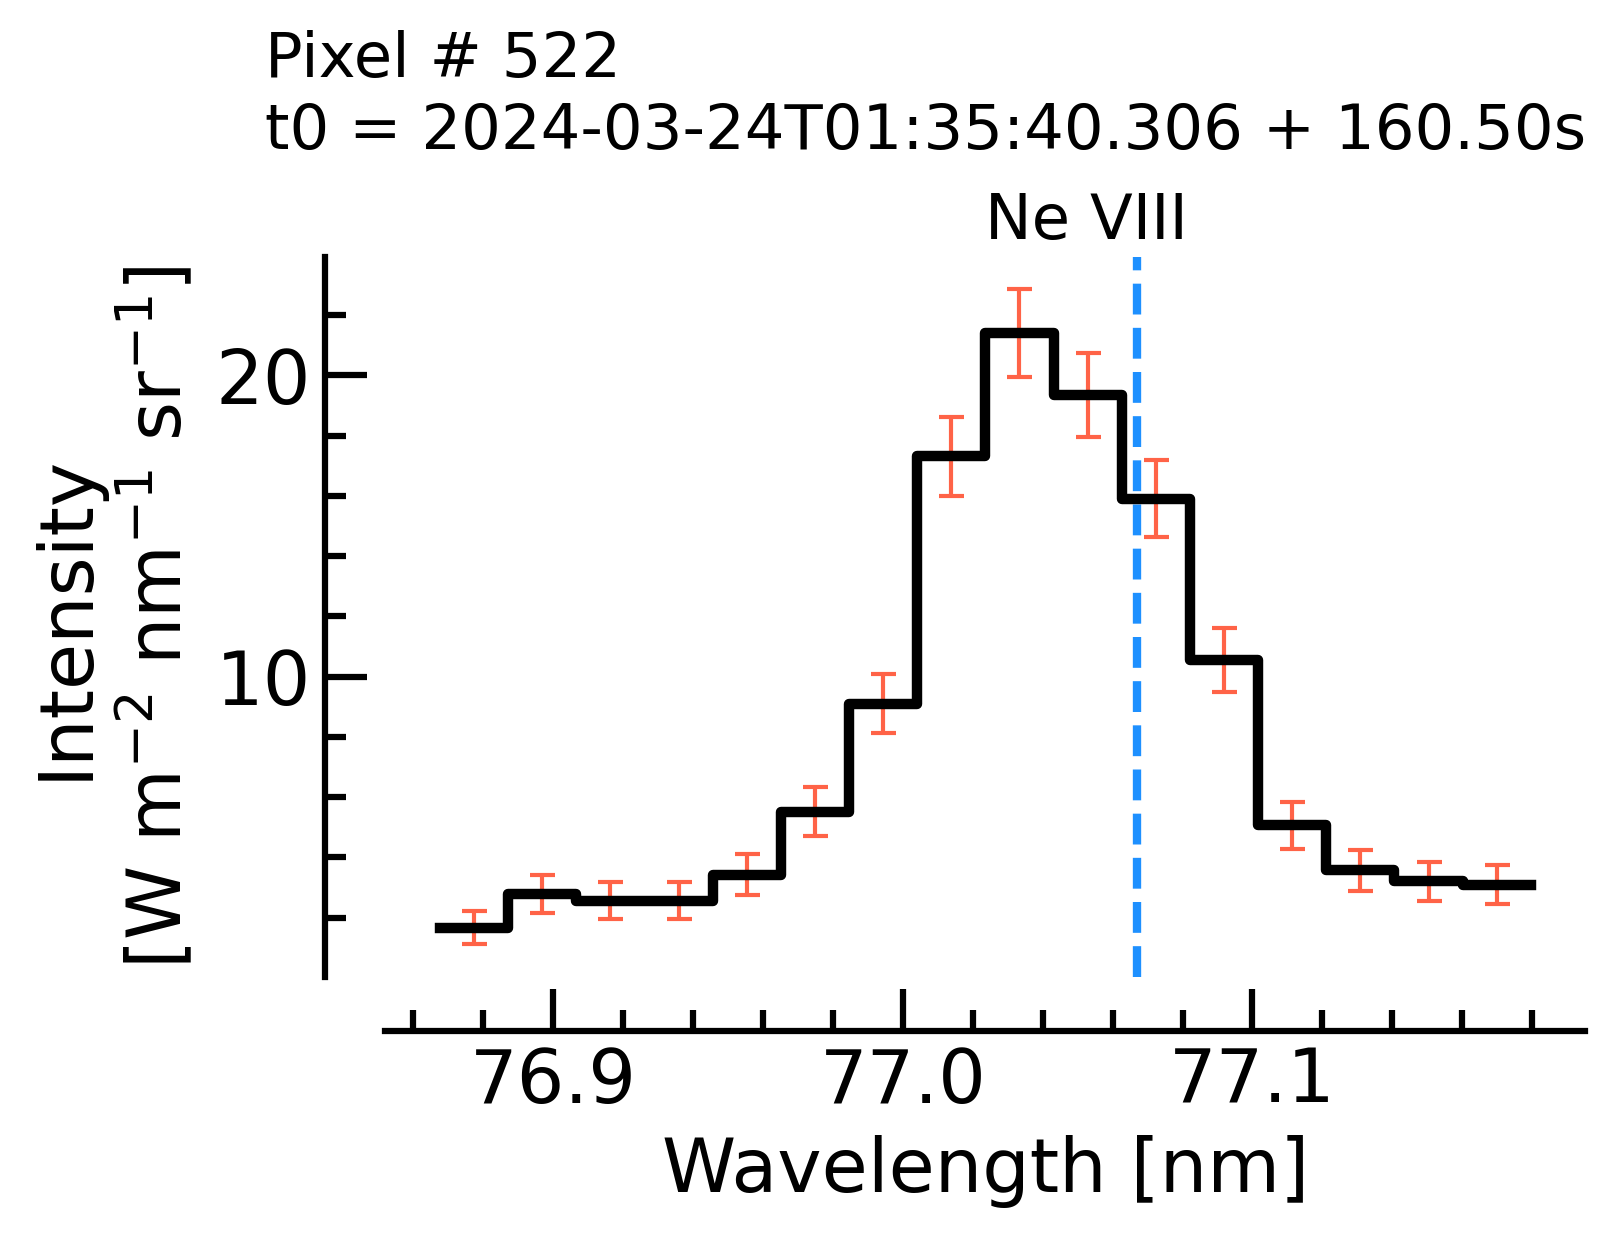 Pixel # 522
t0 = 2024-03-24T01:35:40.306 + 160.50s
Ne VIII
Intensity
[W m⁻² nm⁻¹ sr⁻¹]
20
10
76.9 77.0 77.1
Wavelength [nm]